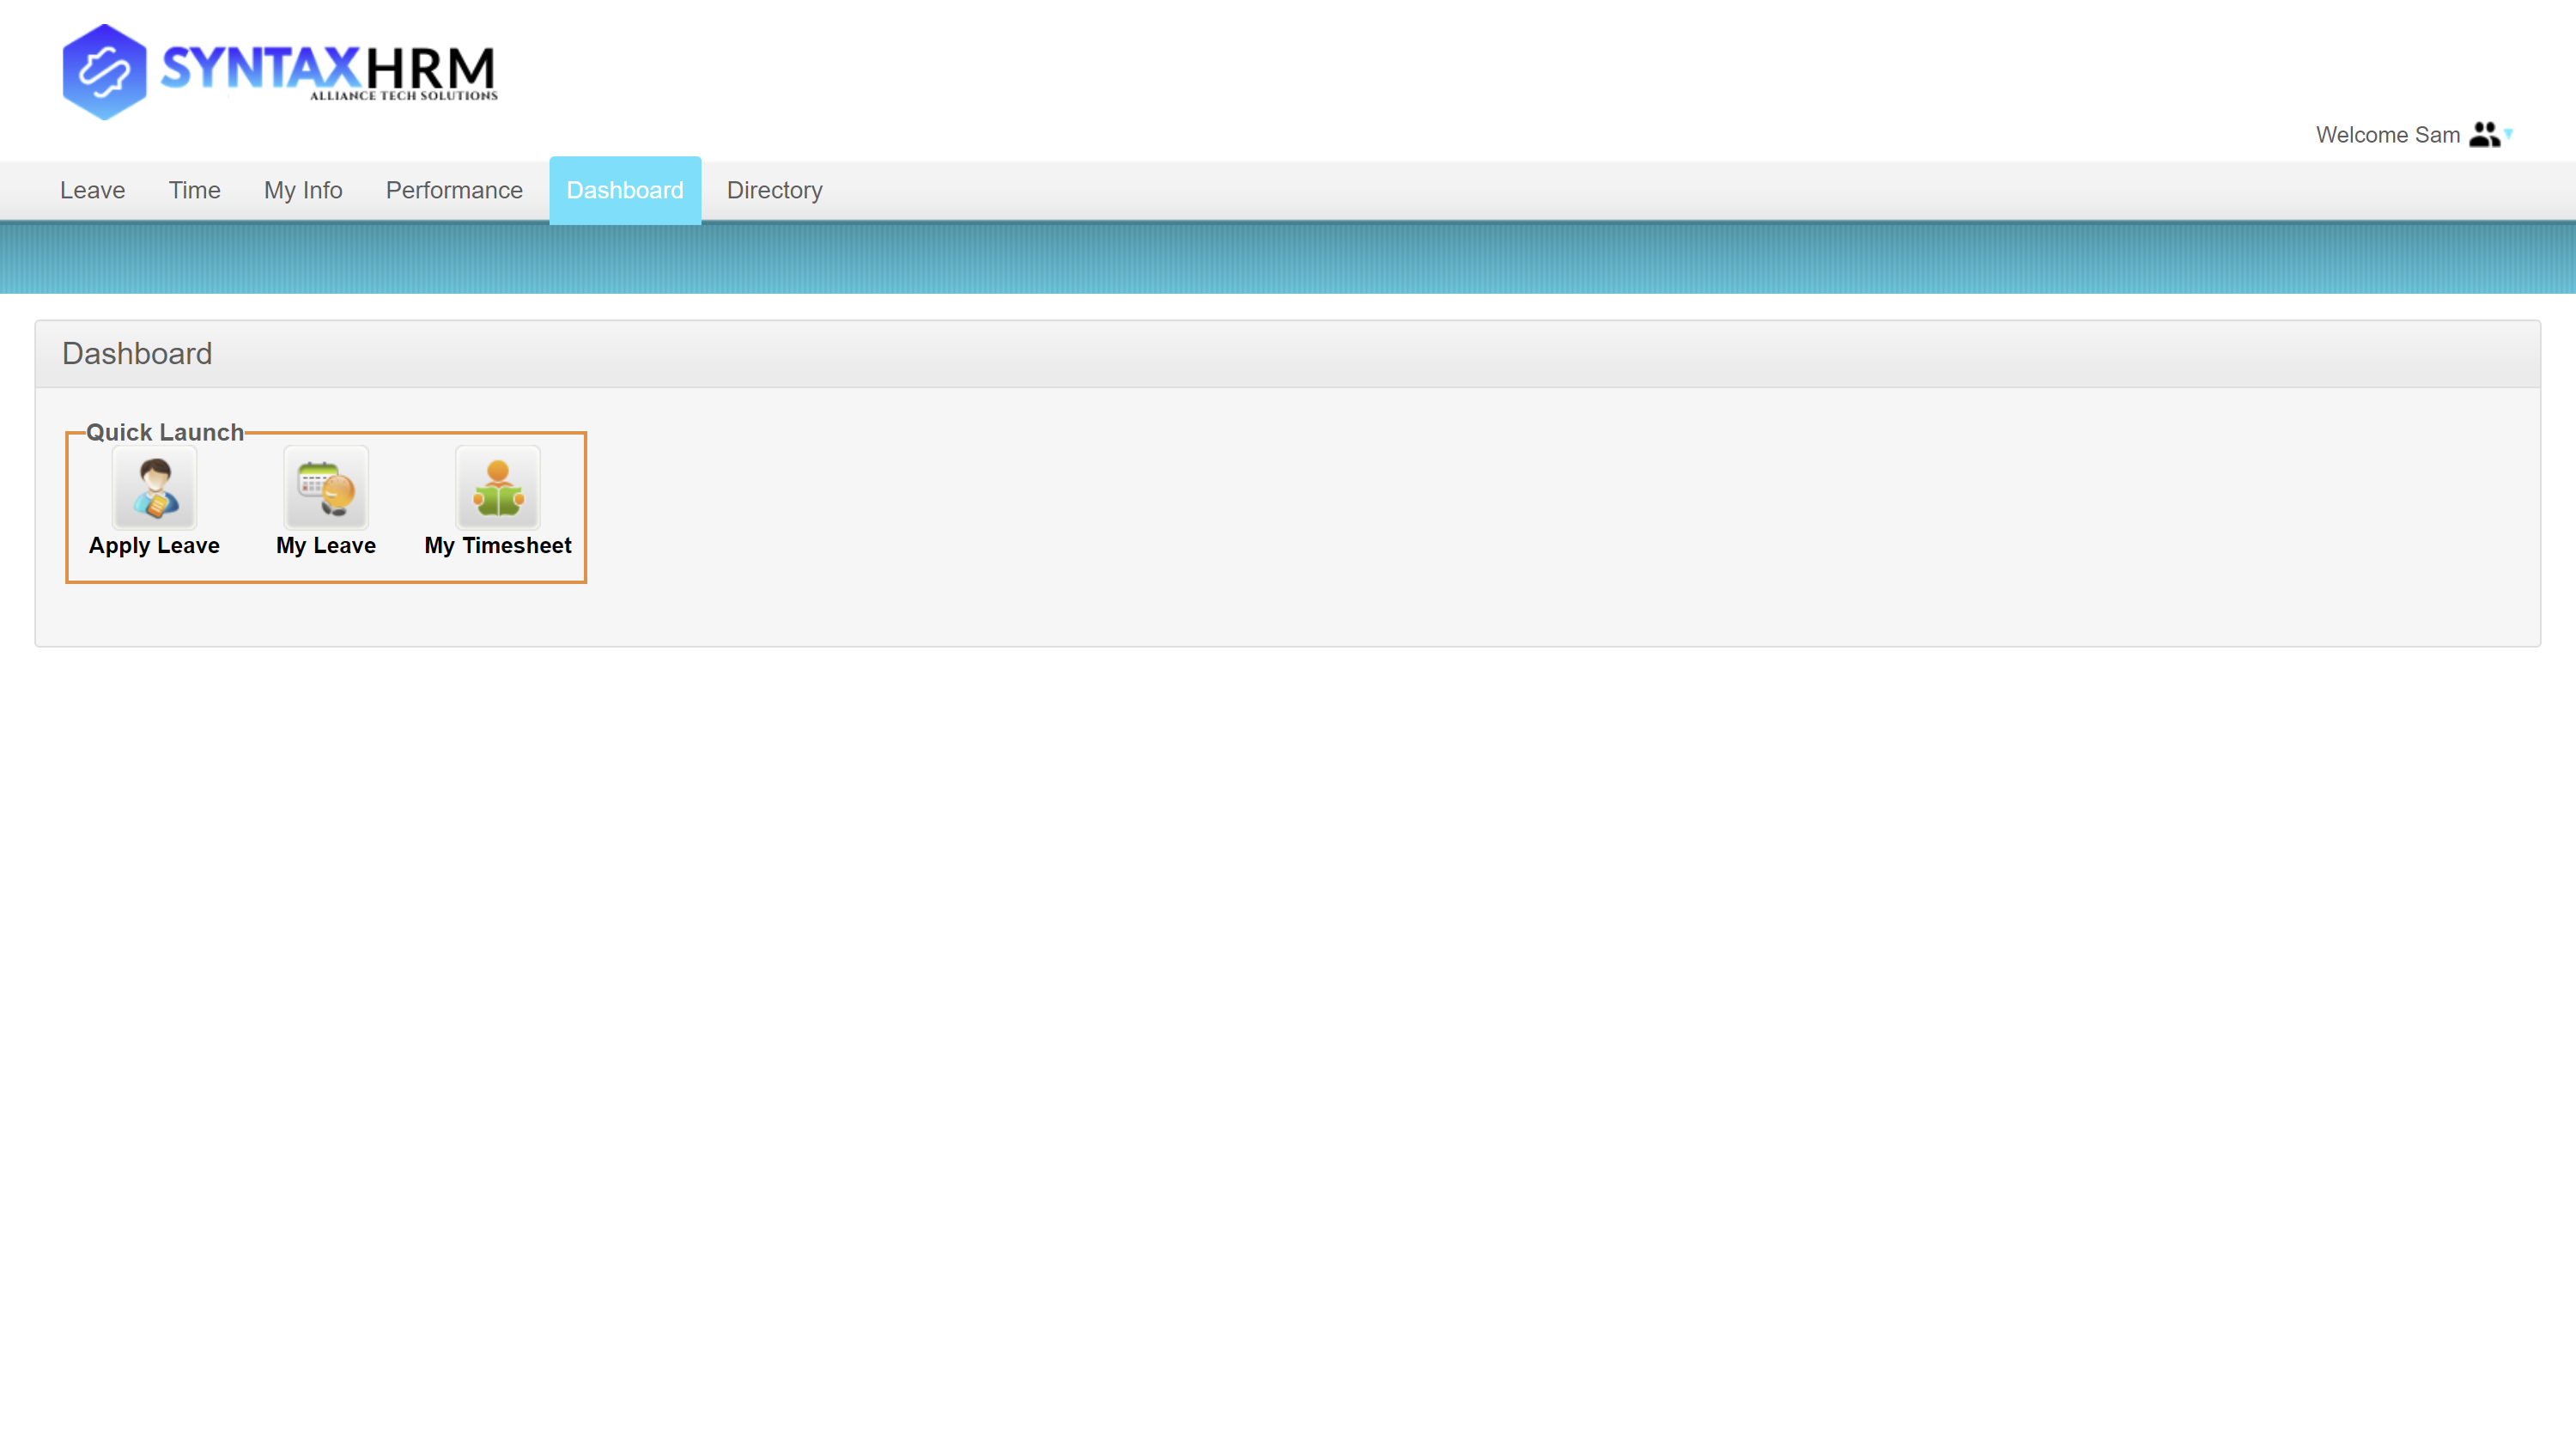 SYNTAXHRM
ALLIANCE TECH SOLUTIONS
Welcome Sam
Leave Time My Info Performance Dashboard Directory
Dashboard
Quick Launch
Apply Leave My Leave My Timesheet